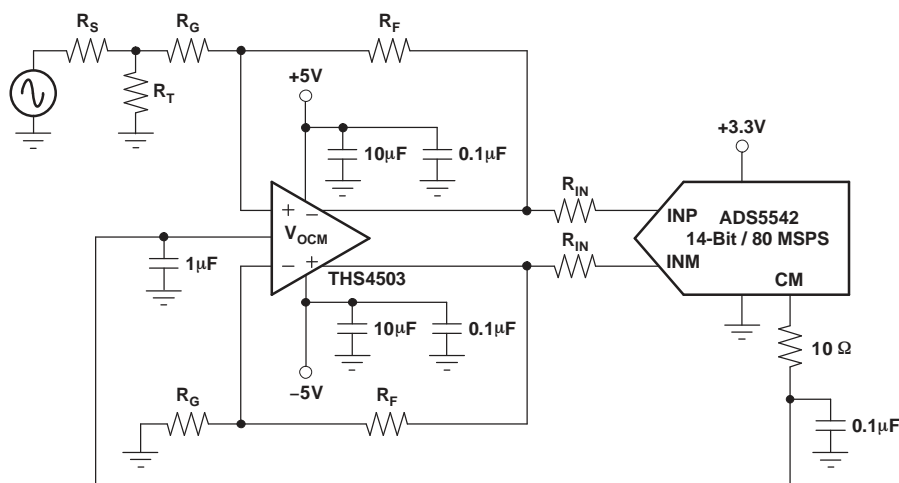 R_S
R_G
R_F
R_T
+5V
10μF
0.1μF
+3.3V
R_IN
+
−
V_OCM
−
+
THS4503
1μF
R_IN
INP
ADS5542
14-Bit / 80 MSPS
INM
CM
10μF
0.1μF
−5V
10 Ω
R_G
R_F
0.1μF